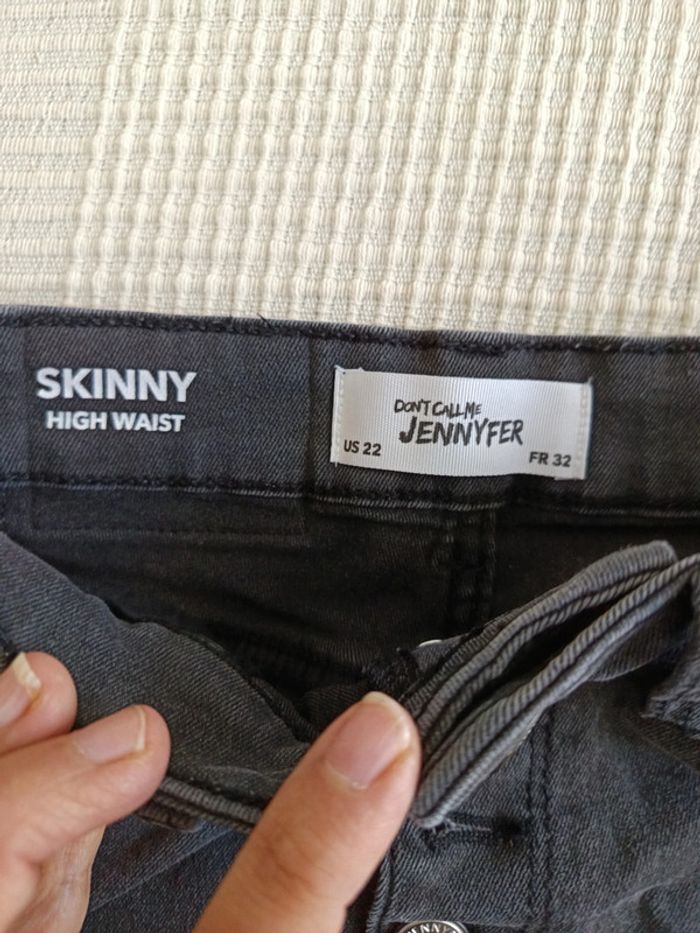 SKINNY
HIGH WAIST
DON'T CALL ME
JENNYFER
US 22
FR 32